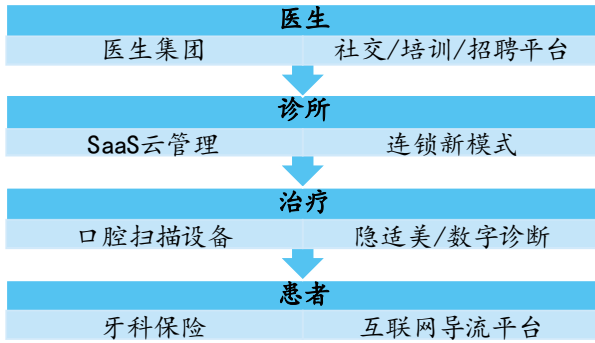 医生
医生集团 社交/培训/招聘平台
诊所
SaaS云管理 连锁新模式
治疗
口腔扫描设备 隐适美/数字诊断
患者
牙科保险 互联网导流平台